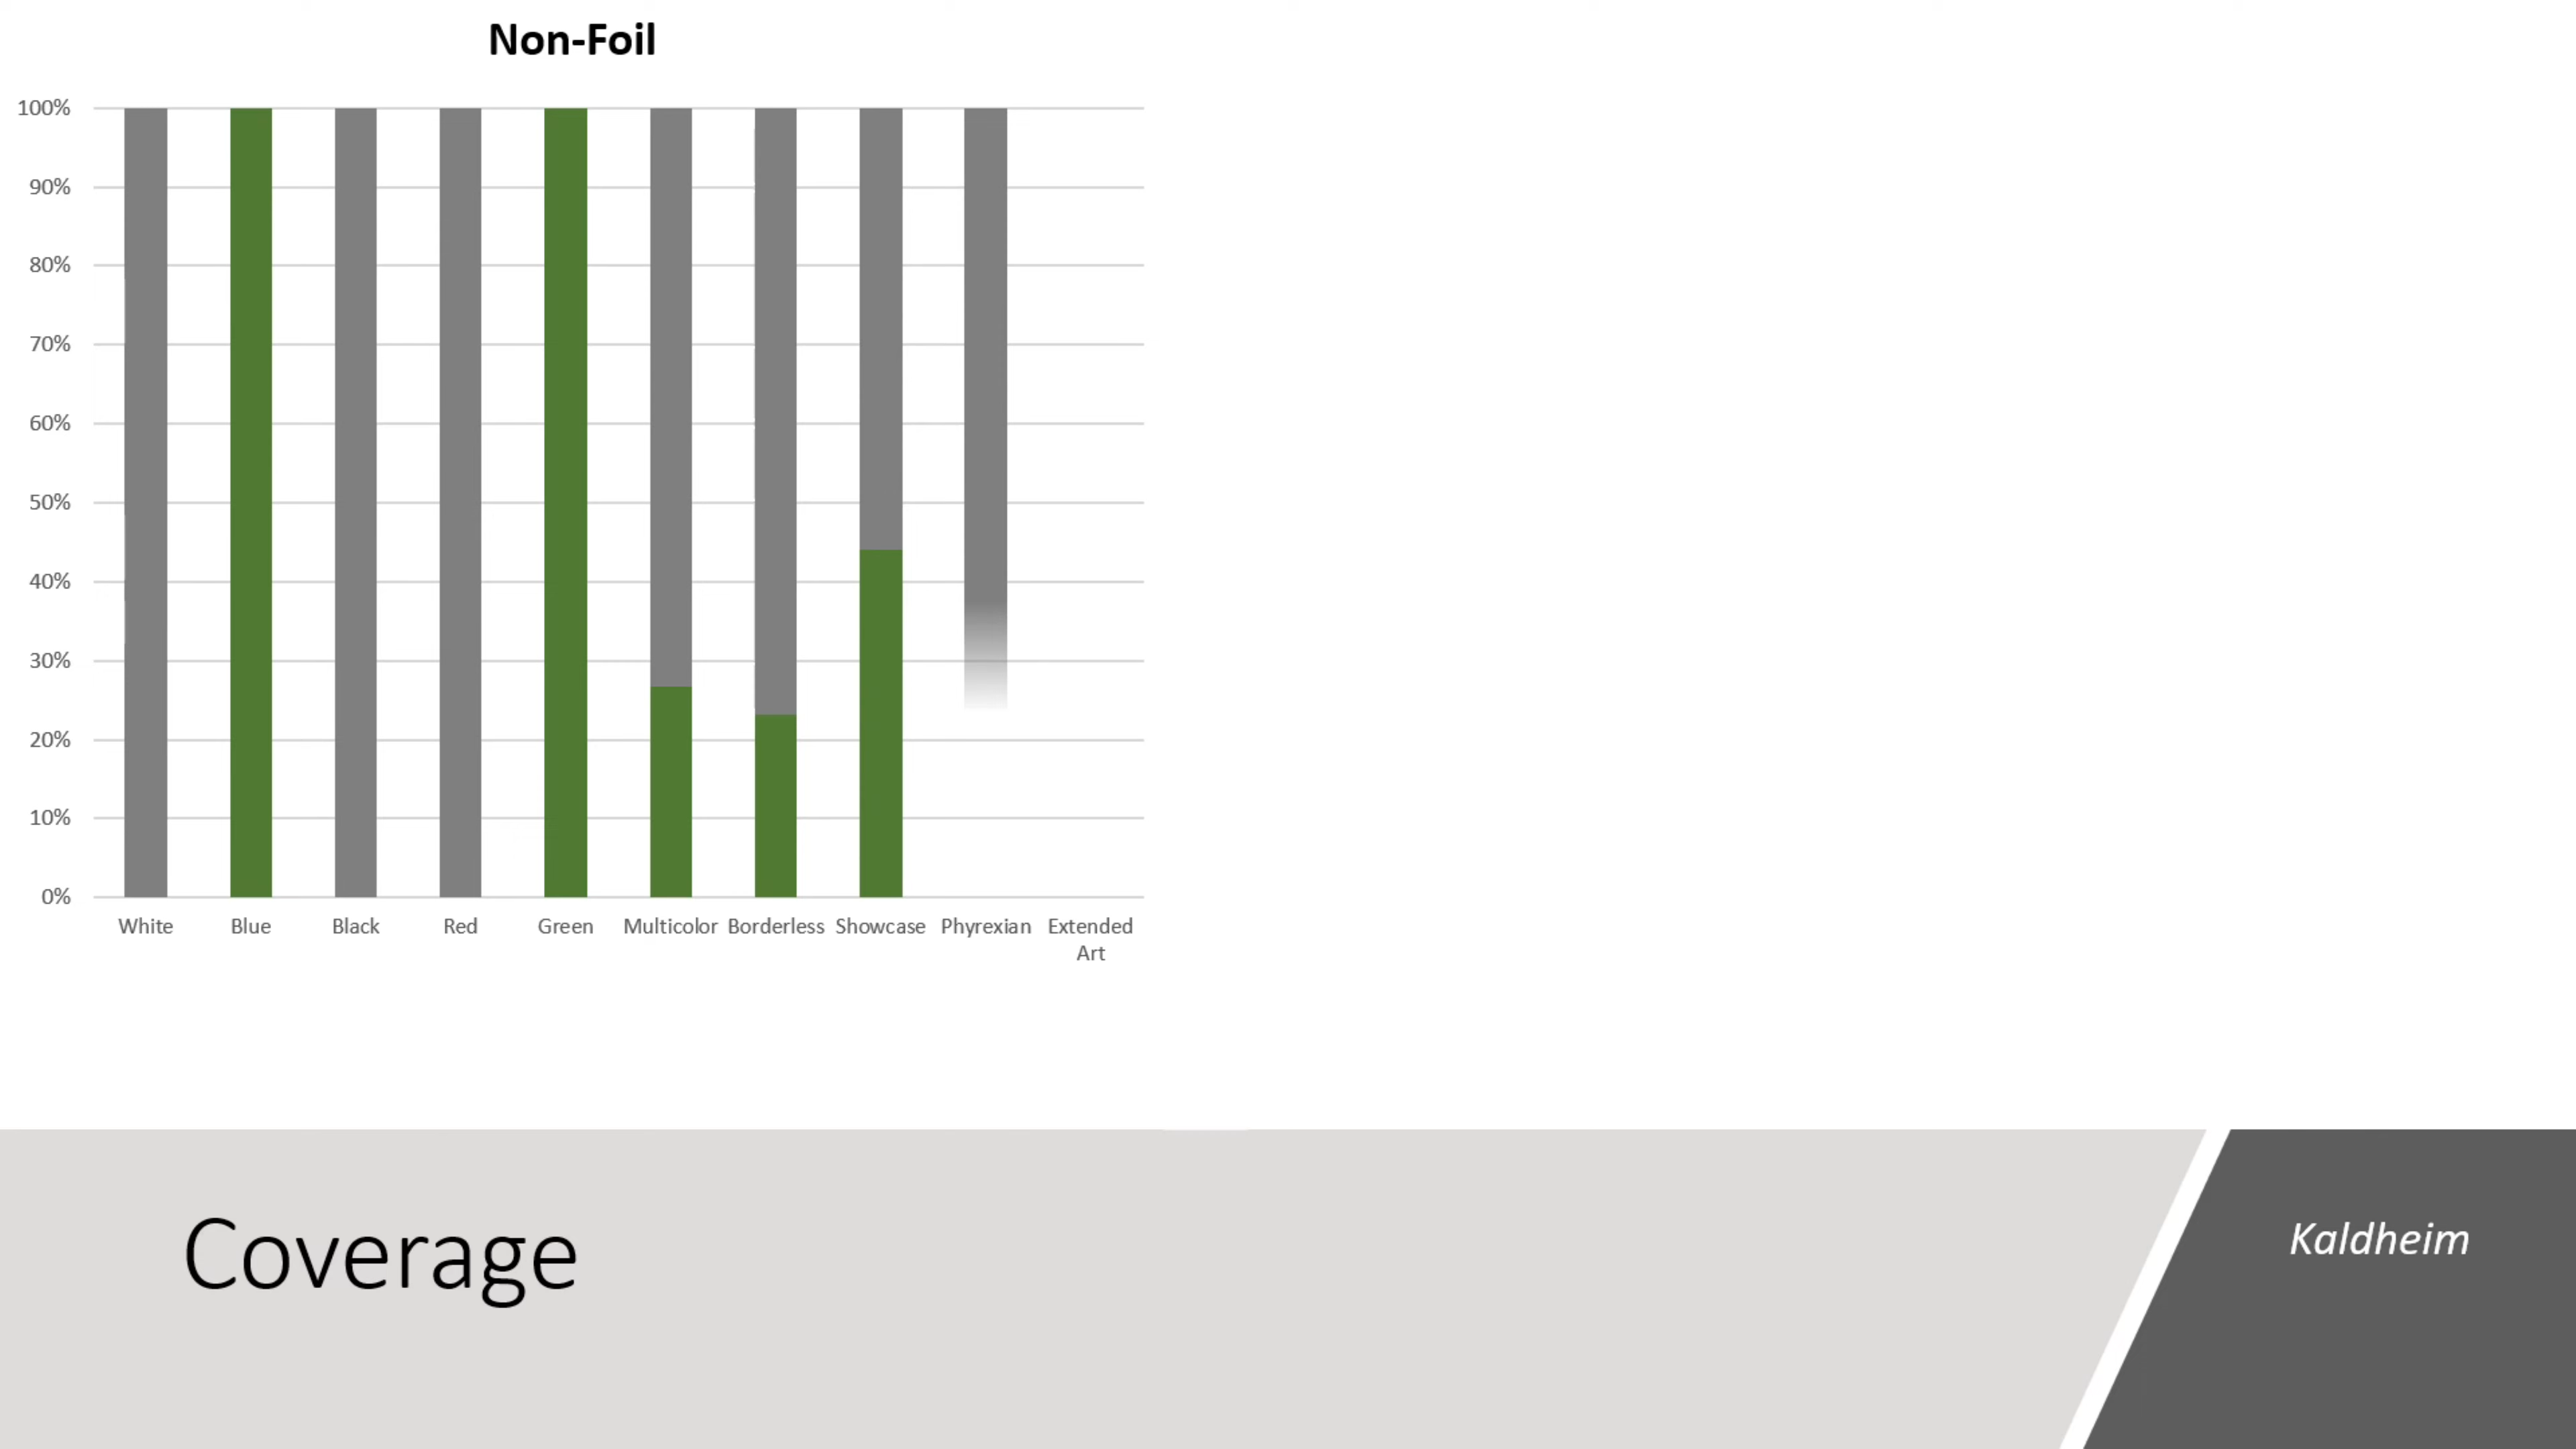 Non-Foil
100%
90%
80%
70%
60%
50%
40%
30%
20%
10%
0%
White Blue Black Red Green Multicolor Borderless Showcase Phyrexian Extended
Art
Coverage
Kaldheim